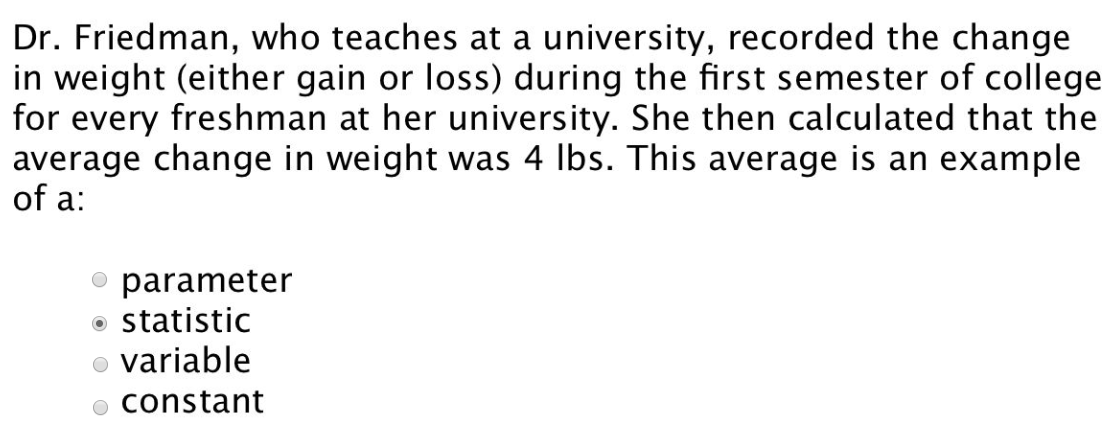 Dr. Friedman, who teaches at a university, recorded the change
in weight (either gain or loss) during the first semester of college
for every freshman at her university. She then calculated that the
average change in weight was 4 lbs. This average is an example
of a:
parameter
statistic
variable
constant